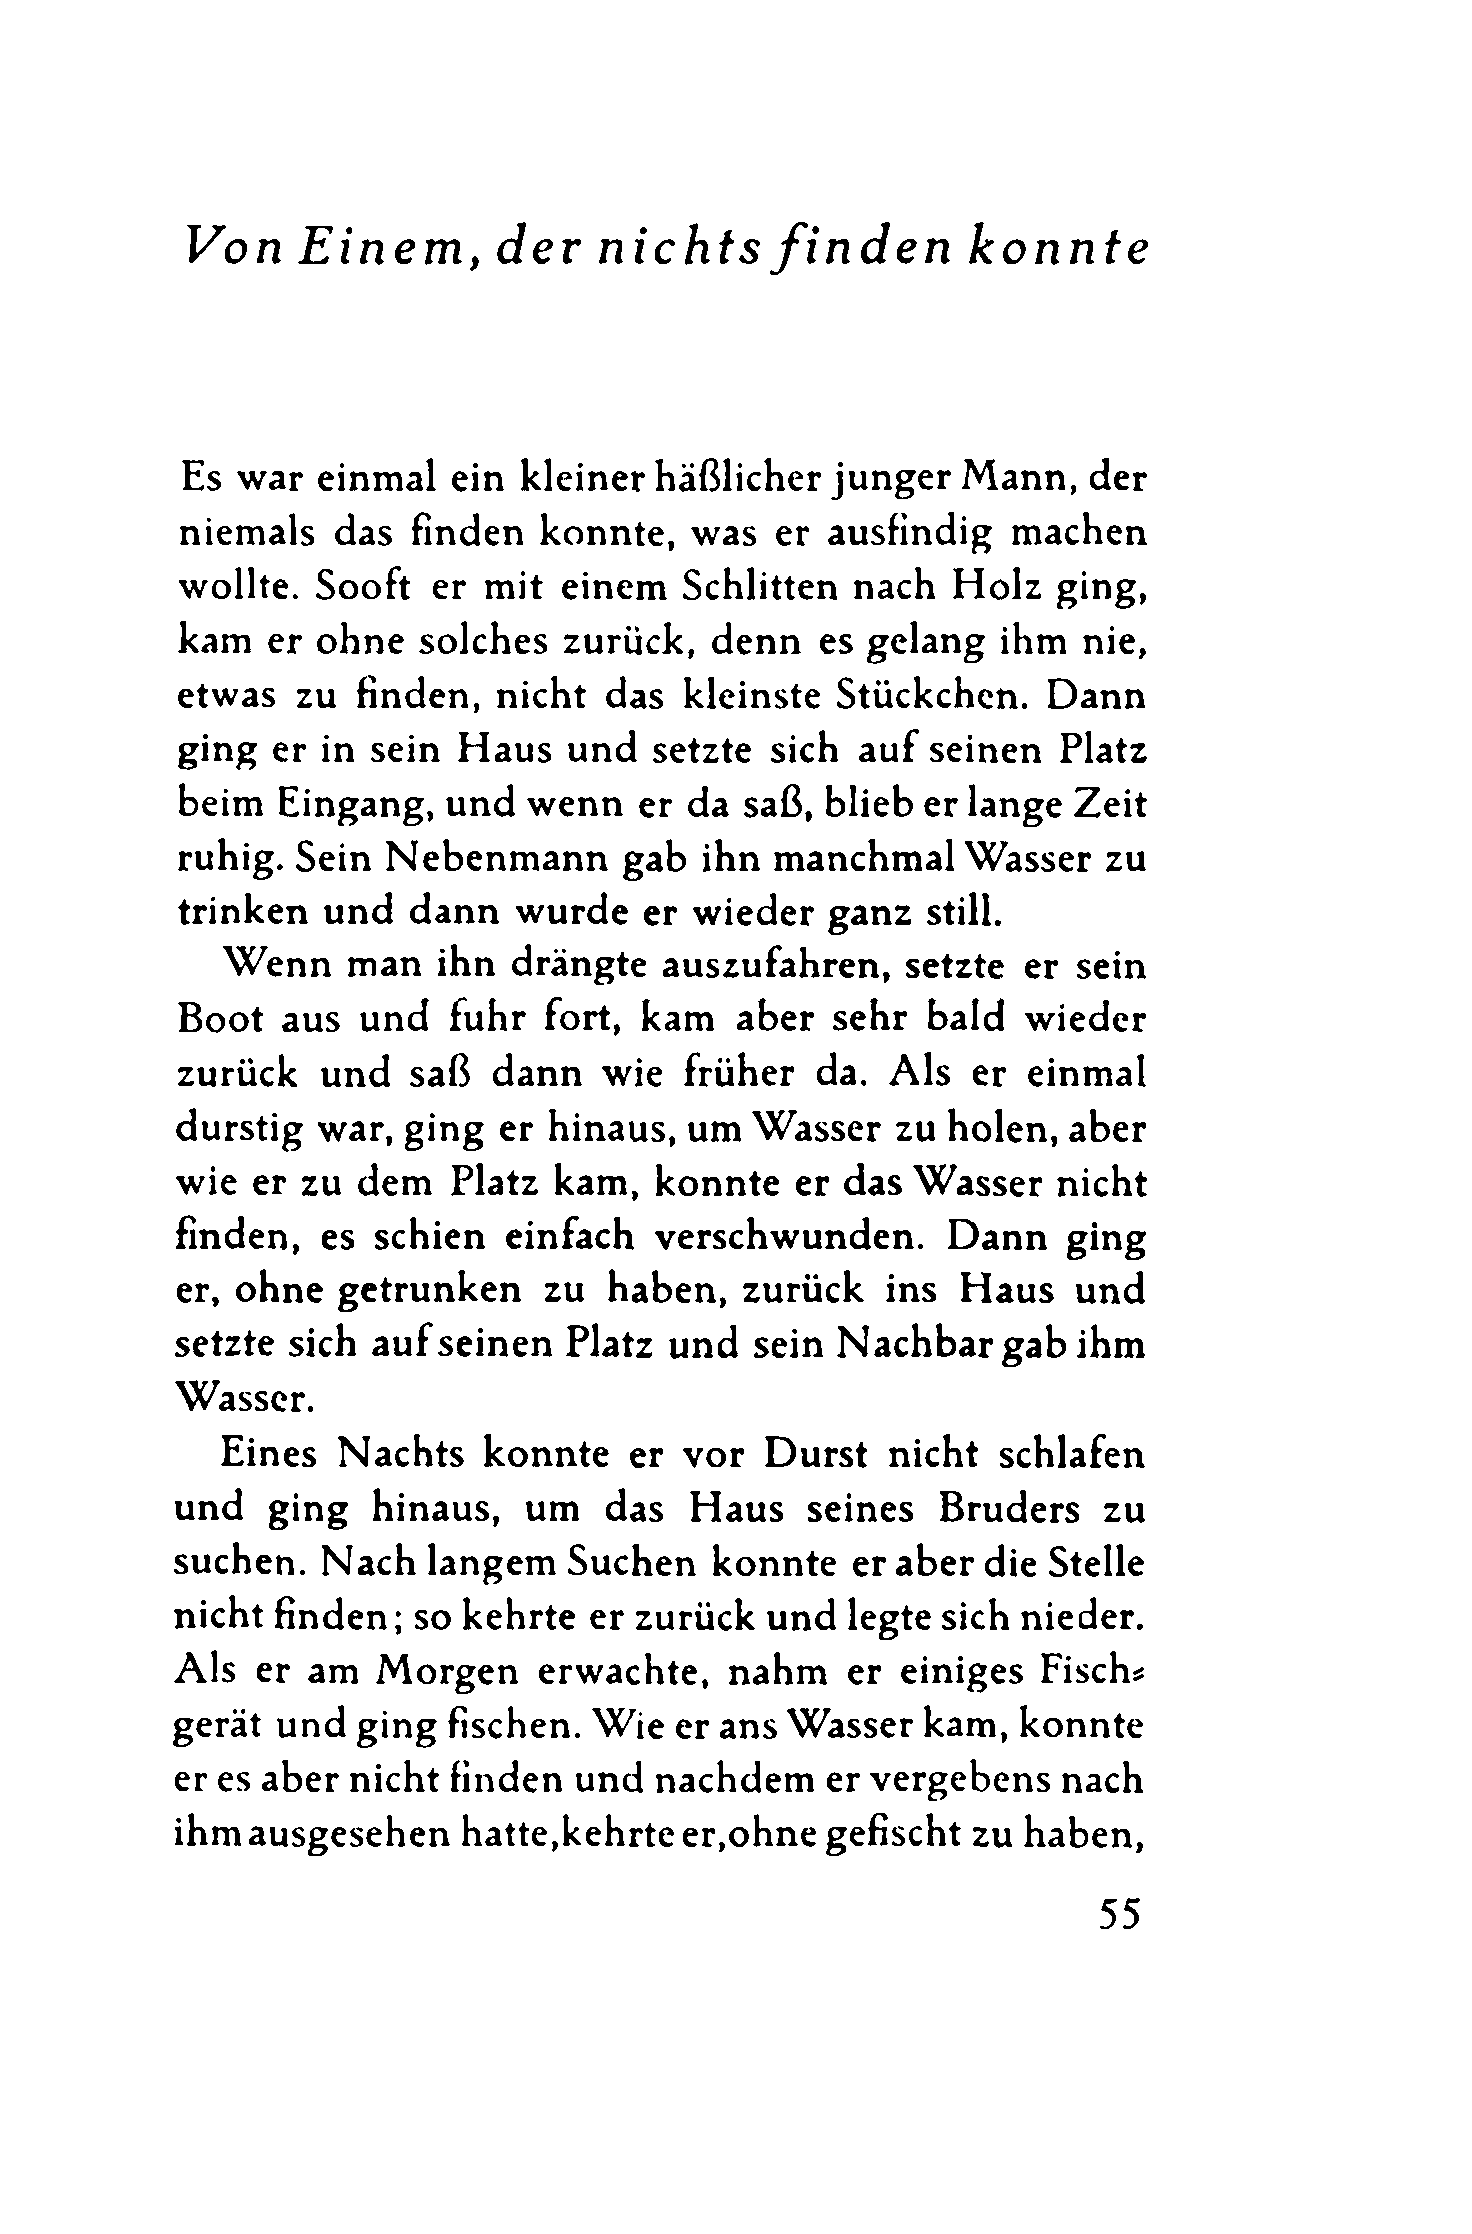 Von Einem, der nichts finden konnte
Es war einmal ein kleiner häßlicher junger Mann, der
niemals das finden konnte, was er ausfindig machen
wollte. Sooft er mit einem Schlitten nach Holz ging,
kam er ohne solches zurück, denn es gelang ihm nie,
etwas zu finden, nicht das kleinste Stückchen. Dann
ging er in sein Haus und setzte sich auf seinen Platz
beim Eingang, und wenn er da saß, blieb er lange Zeit
ruhig. Sein Nebenmann gab ihn manchmal Wasser zu
trinken und dann wurde er wieder ganz still.
Wenn man ihn drängte auszufahren, setzte er sein
Boot aus und fuhr fort, kam aber sehr bald wieder
zurück und saß dann wie früher da. Als er einmal
durstig war, ging er hinaus, um Wasser zu holen, aber
wie er zu dem Platz kam, konnte er das Wasser nicht
finden, es schien einfach verschwunden. Dann ging
er, ohne getrunken zu haben, zurück ins Haus und
setzte sich auf seinen Platz und sein Nachbar gab ihm
Wasser.
Eines Nachts konnte er vor Durst nicht schlafen
und ging hinaus, um das Haus seines Bruders zu
suchen. Nach langem Suchen konnte er aber die Stelle
nicht finden; so kehrte er zurück und legte sich nieder.
Als er am Morgen erwachte, nahm er einiges Fisch-
gerät und ging fischen. Wie er ans Wasser kam, konnte
er es aber nicht finden und nachdem er vergebens nach
ihm ausgesehen hatte, kehrte er, ohne gefischt zu haben,
55